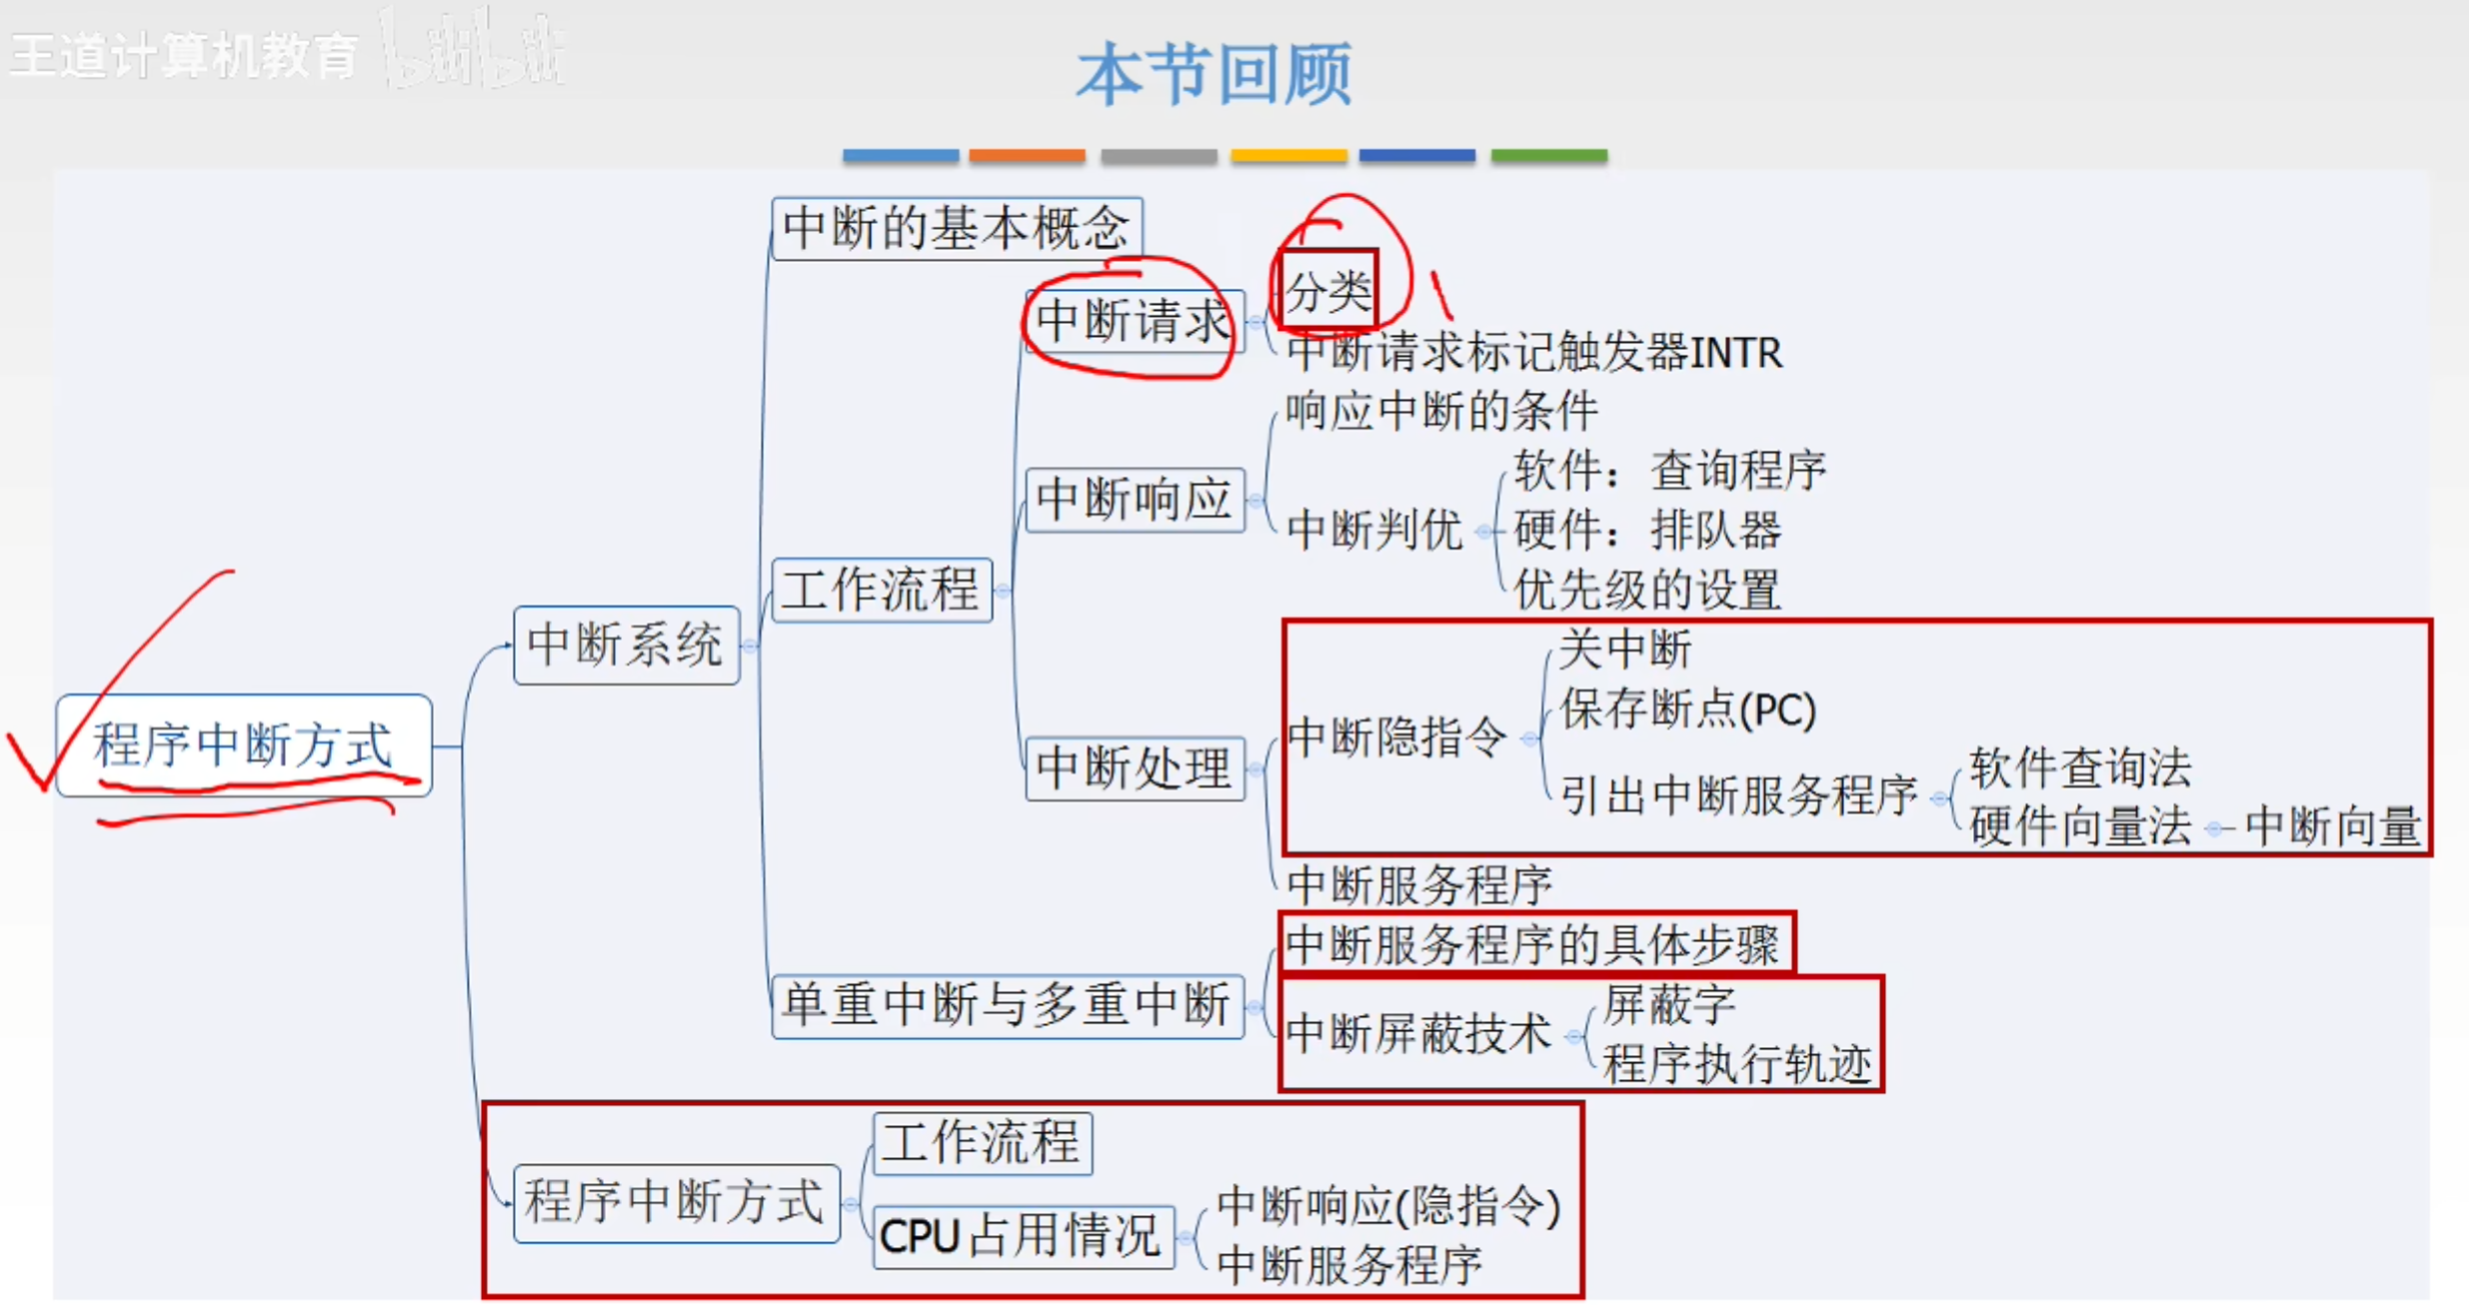 王道计算机教育 bilibili
本节回顾
中断的基本概念
分类
中断请求
中断请求标记触发器INTR
响应中断的条件
软件：查询程序
中断响应
中断判优
硬件：排队器
工作流程
优先级的设置
中断系统
关中断
保存断点(PC)
程序中断方式
中断隐指令
中断处理
软件查询法
引出中断服务程序
硬件向量法
中断向量
中断服务程序
中断服务程序的具体步骤
单重中断与多重中断
屏蔽字
中断屏蔽技术
程序执行轨迹
工作流程
程序中断方式
中断响应(隐指令)
CPU占用情况
中断服务程序